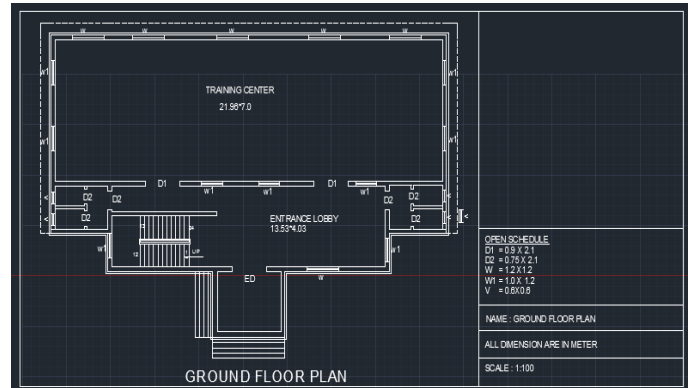 W
W
W
W
W
W1
W1
TRAINING CENTER
21.96*7.0
W1
W1
D1
W1
W1
D1
W1
D2
D2
D2
D2
D2
D2
V
V
V
V
ENTRANCE LOBBY
13.53*4.03
W1
W1
UP
1
12
ED
W
GROUND FLOOR PLAN
OPEN SCHEDULE
D1 = 0.9 X 2.1
D2 = 0.75 X 2.1
W = 1.2 X1.2
W1 = 1.0 X 1.2
V = 0.6X0.6
NAME : GROUND FLOOR PLAN
ALL DIMENSION ARE IN METER
SCALE : 1:100